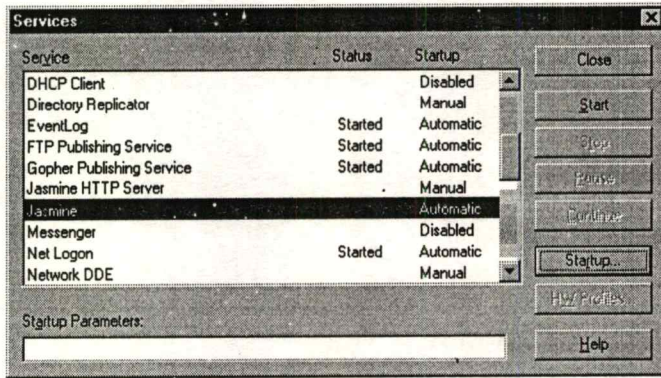 Services
Service Status Startup
DHCP Client Disabled
Directory Replicator Manual
EventLog Started Automatic
FTP Publishing Service Started Automatic
Gopher Publishing Service Started Automatic
Jasmine HTTP Server Manual
Jasmine Automatic
Messenger Disabled
Net Logon Started Automatic
Network DDE Manual
Startup Parameters:
Close
Start
Stop
Pause
Continue
Startup...
HW Profiles
Help